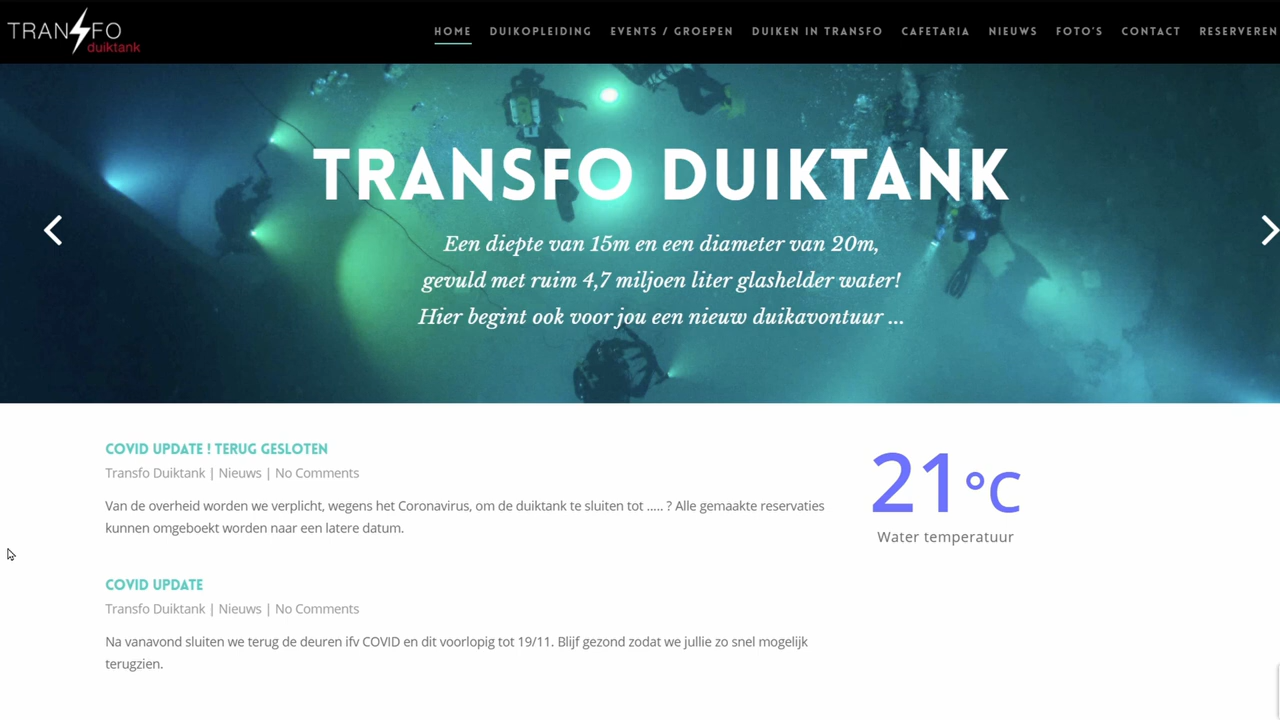 TRANSFO
duiktank
HOME DUIKOPLEIDING EVENTS / GROEPEN DUIKEN IN TRANSFO CAFETARIA NIEUWS FOTO'S CONTACT RESERVEREN
TRANSFO DUIKTANK
Een diepte van 15m en een diameter van 20m,
gevuld met ruim 4,7 miljoen liter glashelder water!
Hier begint ook voor jou een nieuw duikavontuur ...
COVID UPDATE ! TERUG GESLOTEN
Transfo Duiktank | Nieuws | No Comments
Van de overheid worden we verplicht, wegens het Coronavirus, om de duiktank te sluiten tot ..... ? Alle gemaakte reservaties
kunnen omgeboekt worden naar een latere datum.
21°C
Water temperatuur
COVID UPDATE
Transfo Duiktank | Nieuws | No Comments
Na vanavond sluiten we terug de deuren ifv COVID en dit voorlopig tot 19/11. Blijf gezond zodat we jullie zo snel mogelijk
terugzien.